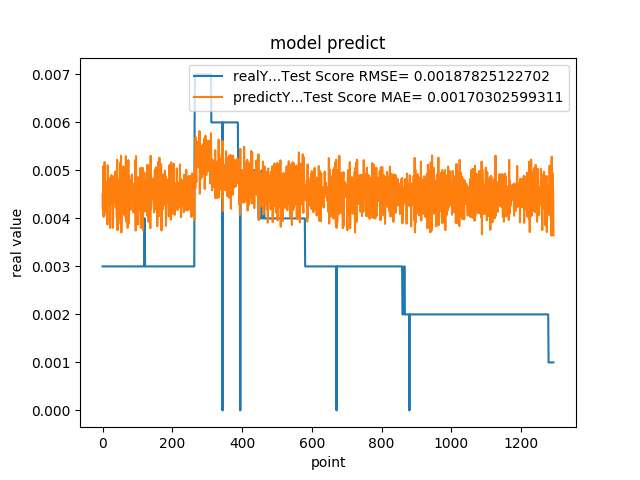 model predict
realY...Test Score RMSE= 0.00187825122702
predictY...Test Score MAE= 0.00170302599311
0.007
0.006
0.005
0.004
0.003
0.002
0.001
0.000
real value
0 200 400 600 800 1000 1200
point